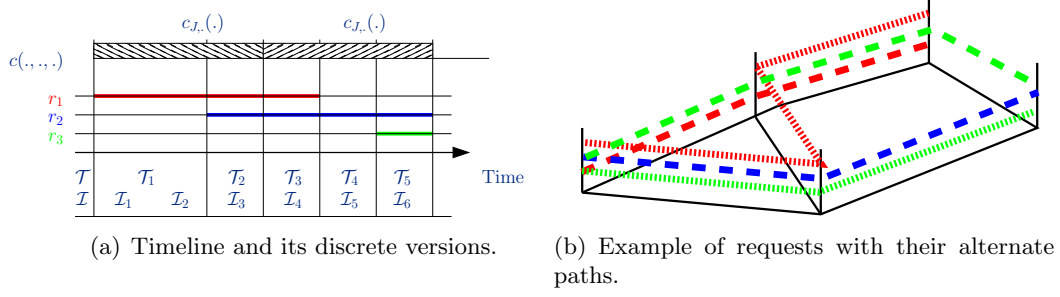 c_{J,.}(.) c_{J,.}(.)
c(., ., .)
r_1
r_2
r_3
𝒯 𝒯_1 𝒯_2 𝒯_3 𝒯_4 𝒯_5 Time
ℐ ℐ_1 ℐ_2 ℐ_3 ℐ_4 ℐ_5 ℐ_6
(a) Timeline and its discrete versions.
(b) Example of requests with their alternate
paths.